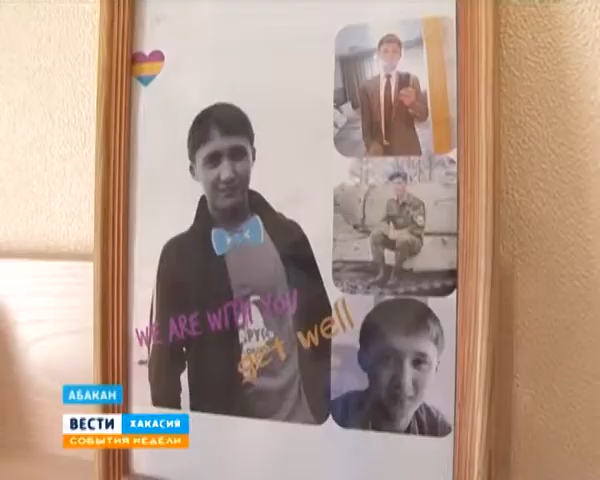 WE ARE WITH YOU
get well
АБАКАН
ВЕСТИ ХАКАСИЯ
СОБЫТИЯ НЕДЕЛИ